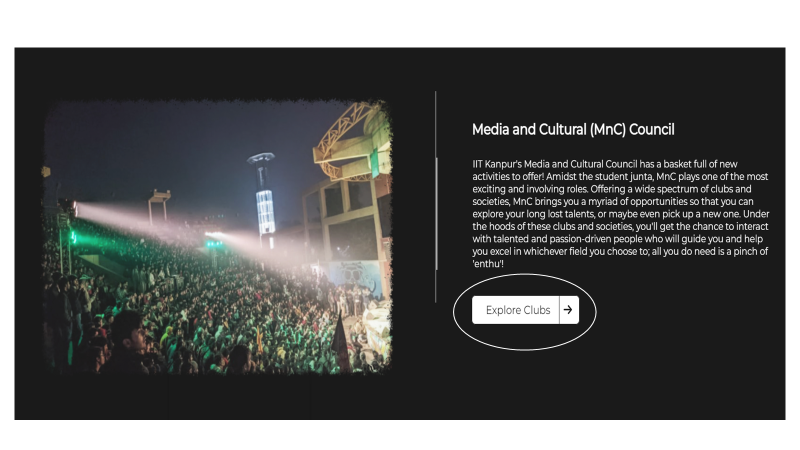 Media and Cultural (MnC) Council
IIT Kanpur's Media and Cultural Council has a basket full of new
activities to offer! Amidst the student junta, MnC plays one of the most
exciting and involving roles. Offering a wide spectrum of clubs and
societies, MnC brings you a myriad of opportunities so that you can
explore your long lost talents, or maybe even pick up a new one. Under
the hoods of these clubs and societies, you'll get the chance to interact
with talented and passion-driven people who will guide you and help
you excel in whichever field you choose to; all you do need is a pinch of
'enthu'!
Explore Clubs